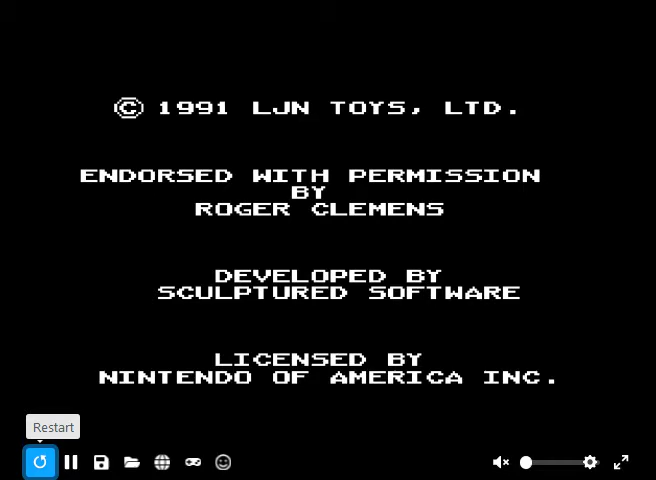 © 1991 LJN TOYS, LTD.
ENDORSED WITH PERMISSION
BY
ROGER CLEMENS
DEVELOPED BY
SCULPTURED SOFTWARE
LICENSED BY
NINTENDO OF AMERICA INC.
Restart